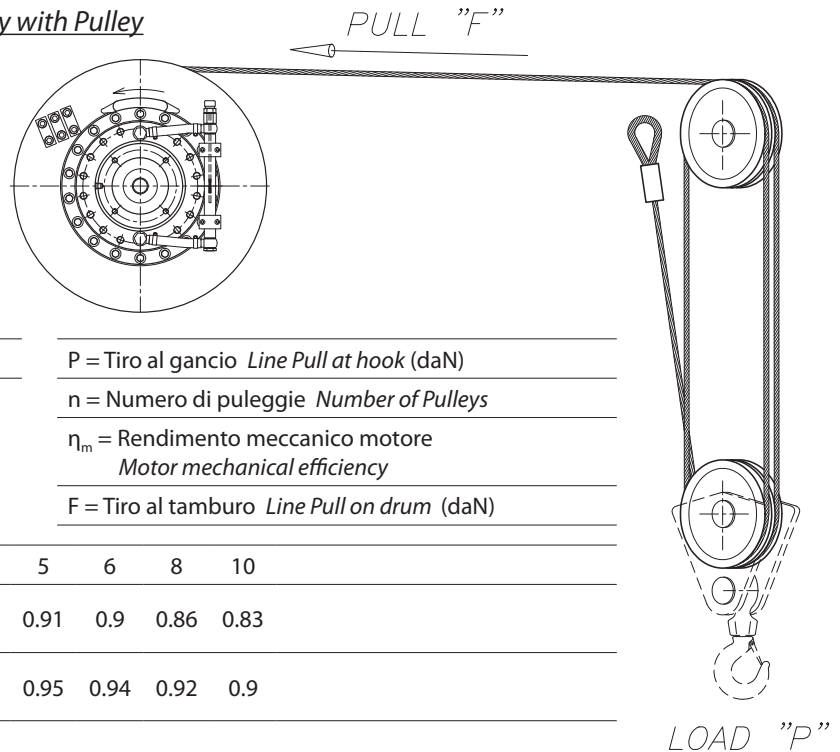 y with Pulley
PULL "F"
P = Tiro al gancio Line Pull at hook (daN)
n = Numero di puleggie Number of Pulleys
ηm = Rendimento meccanico motore
Motor mechanical efficiency
F = Tiro al tamburo Line Pull on drum (daN)
5 6 8 10
0.91 0.9 0.86 0.83
0.95 0.94 0.92 0.9
LOAD "P"